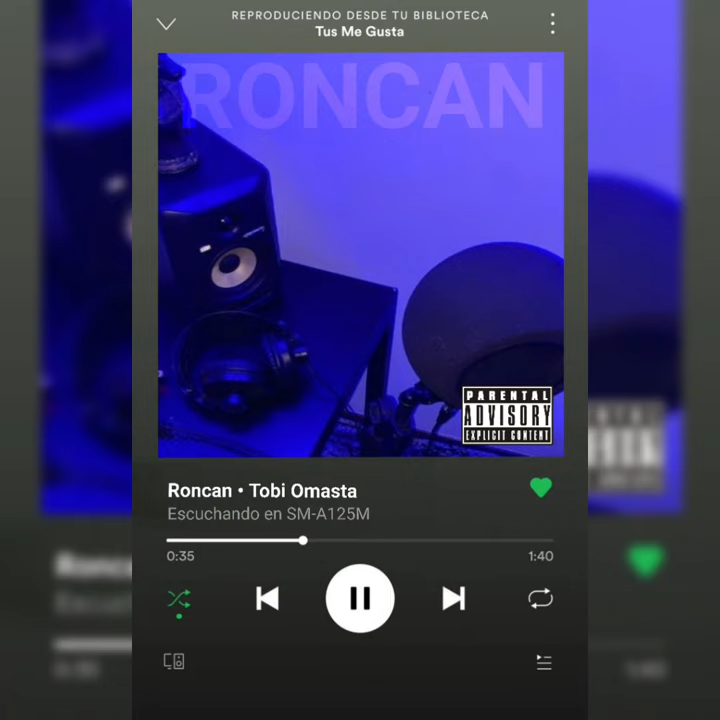 REPRODUCIENDO DESDE TU BIBLIOTECA
Tus Me Gusta
RONCAN
PARENTAL
ADVISORY
EXPLICIT CONTENT
Roncan • Tobi Omasta
Escuchando en SM-A125M
0:35
1:40